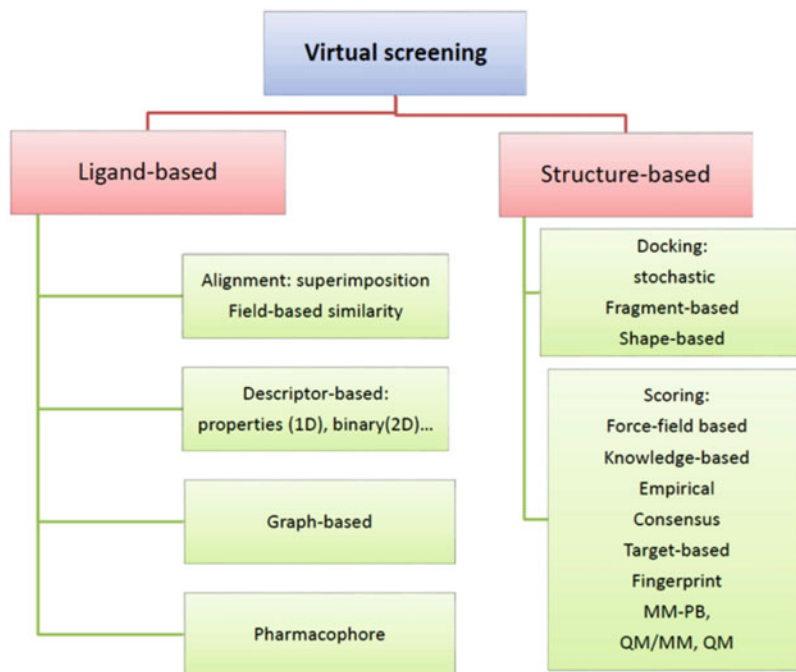 Virtual screening
Ligand-based
Alignment: superimposition
Field-based similarity
Descriptor-based:
properties (1D), binary(2D)...
Graph-based
Pharmacophore
Structure-based
Docking:
stochastic
Fragment-based
Shape-based
Scoring:
Force-field based
Knowledge-based
Empirical
Consensus
Target-based
Fingerprint
MM-PB,
QM/MM, QM